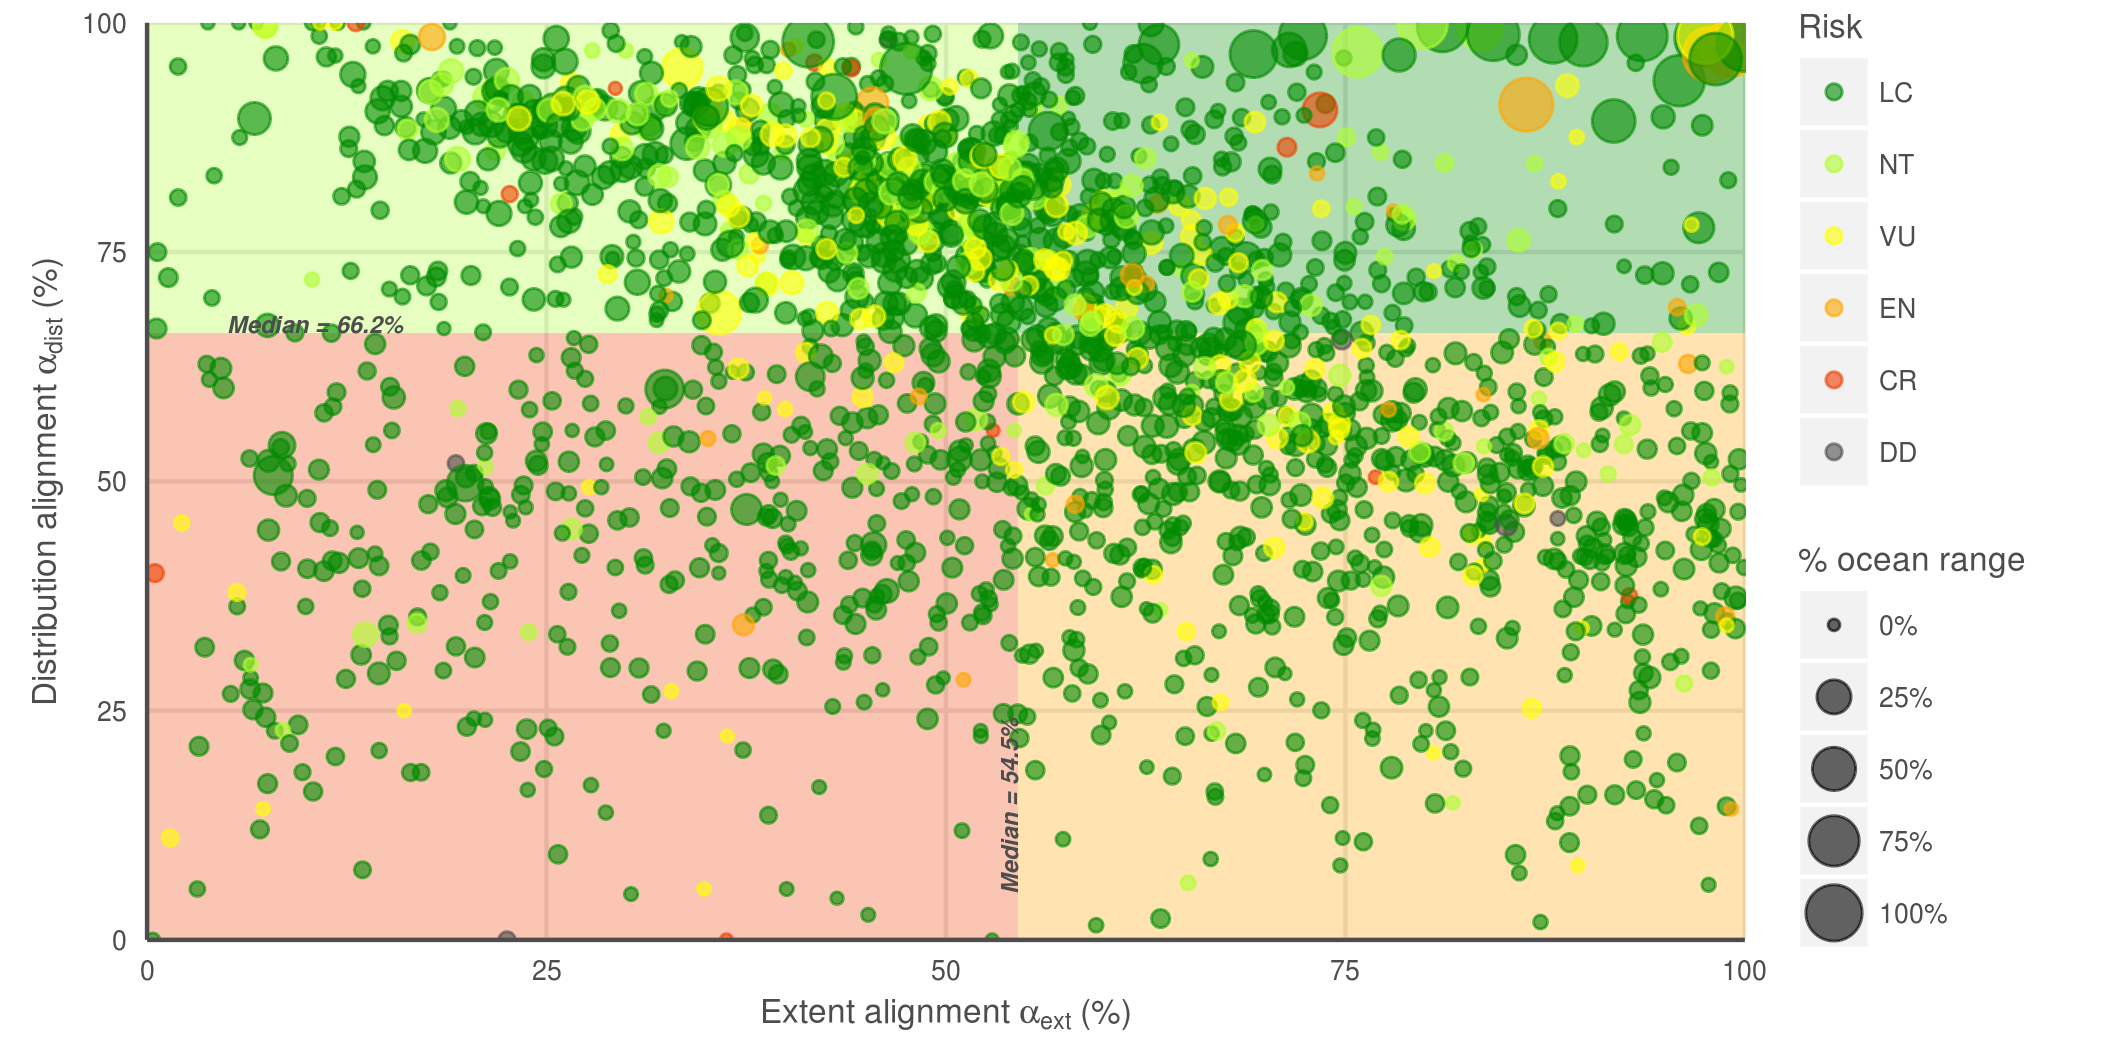 Distribution alignment αdist (%)
100
75
50
25
0
Median = 66.2%
Median = 54.5%
0
25
50
75
100
Extent alignment αext (%)
Risk
LC
NT
VU
EN
CR
DD
% ocean range
0%
25%
50%
75%
100%